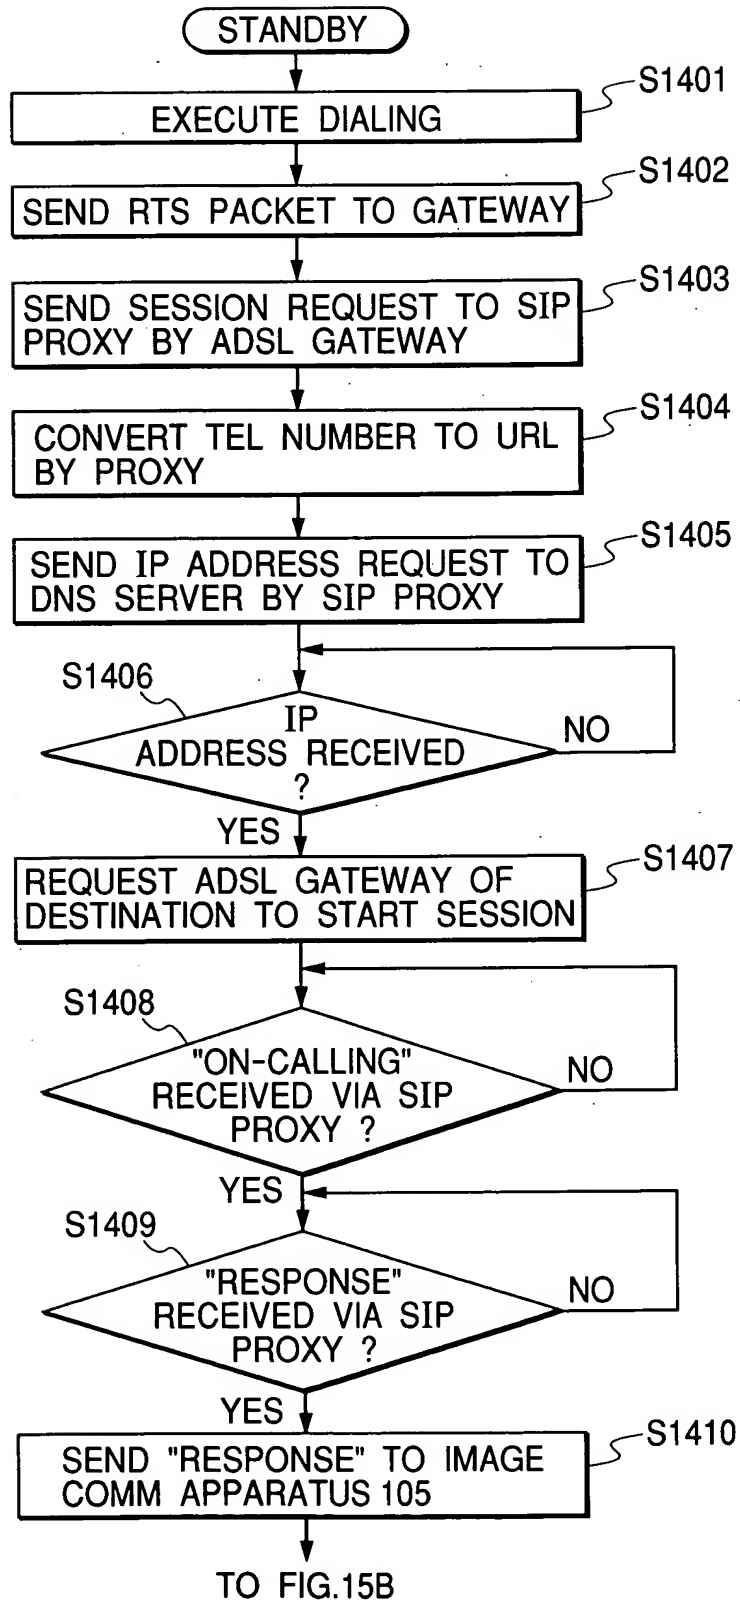 STANDBY
S1401
EXECUTE DIALING
S1402
SEND RTS PACKET TO GATEWAY
S1403
SEND SESSION REQUEST TO SIP
PROXY BY ADSL GATEWAY
S1404
CONVERT TEL NUMBER TO URL
BY PROXY
S1405
SEND IP ADDRESS REQUEST TO
DNS SERVER BY SIP PROXY
S1406
IP
ADDRESS RECEIVED
?
NO
YES
S1407
REQUEST ADSL GATEWAY OF
DESTINATION TO START SESSION
S1408
"ON-CALLING"
RECEIVED VIA SIP
PROXY ?
NO
YES
S1409
"RESPONSE"
RECEIVED VIA SIP
PROXY ?
NO
YES
S1410
SEND "RESPONSE" TO IMAGE
COMM APPARATUS 105
TO FIG.15B